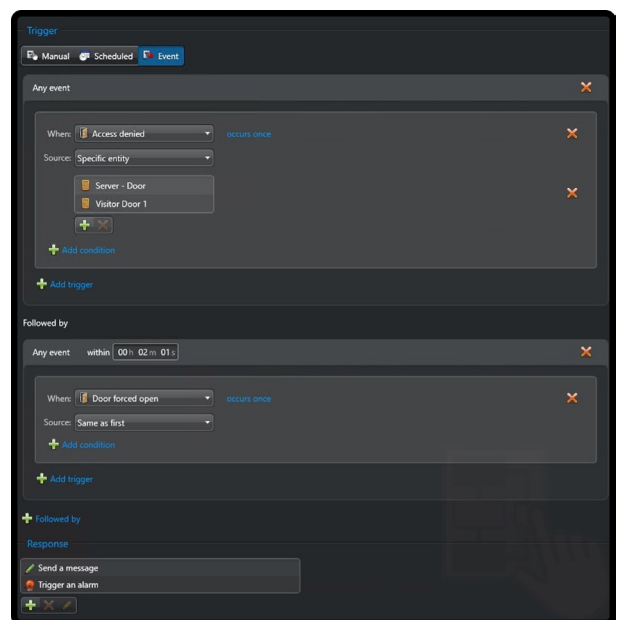 Trigger
Manual Scheduled Event
Any event
When: Access denied occurs once
Source: Specific entity
Server - Door
Visitor Door 1
Add condition
Add trigger
Followed by
Any event within 00 h 02 m 01 s
When: Door forced open occurs once
Source: Same as first
Add condition
Add trigger
Followed by
Response
Send a message
Trigger an alarm